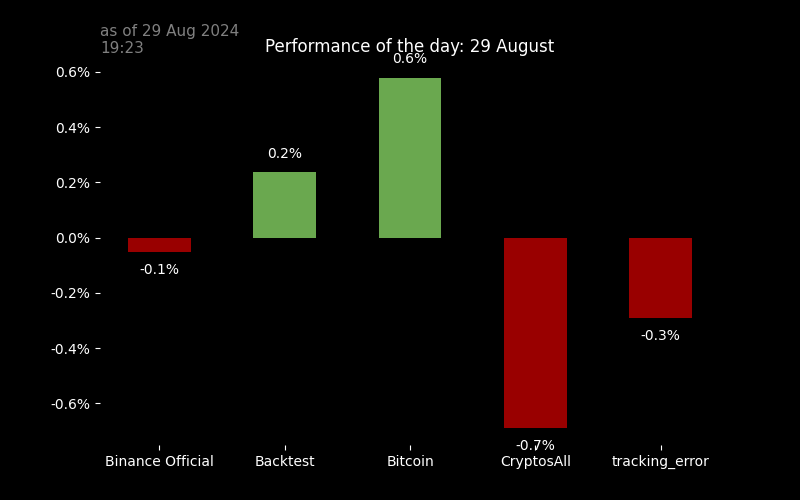 as of 29 Aug 2024
19:23
Performance of the day: 29 August
0.6%
0.6%
0.4%
0.2%
0.2%
0.0%
-0.1%
-0.2%
-0.3%
-0.4%
-0.6%
-0.7%
Binance Official
Backtest
Bitcoin
CryptosAll
tracking_error